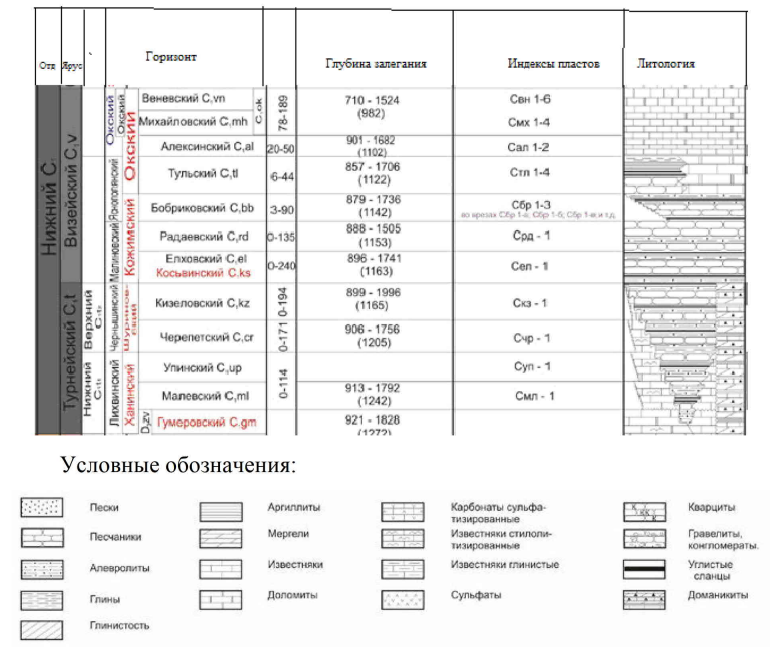 Отд Ярус Горизонт Глубина залегания Индексы пластов Литология
Нижний C₁
Визейский C₁v
Турнейский C₁t
Верхний
Нижний
Окский
Яснополянский
Малиновский
Чернышинский
Лихвинский
Окский
Окский
Кожимский
Ханинский
C₁ok
D₃zv
Веневский C₁vn 710 - 1524 Свн 1-6
78-189 (982)
Михайловский C₁mh Смх 1-4
Алексинский C₁al 20-50 901 - 1682 Сал 1-2
(1102)
Тульский C₁tl 6-44 857 - 1706 Стл 1-4
(1122)
Бобриковский C₁bb 3-90 879 - 1736 Сбр 1-3
(1142) во врезах Сбр 1-а, Сбр 1-б, Сбр 1-в,и т.д.
Радаевский C₁rd 0-135 888 - 1505 Срд - 1
(1153)
Елховский C₁el 0-240 896 - 1741 Сел - 1
Косьвинский C₁ks (1163)
Кизеловский C₁kz 0-194 899 - 1996 Скз - 1
(1165)
Черепетский C₁cr 0-171 906 - 1756 Счр - 1
(1205)
Упинский C₁up 0-114 Суп - 1
Малевский C₁ml 913 - 1792 Смл - 1
(1242)
Гумеровский C₁gm 921 - 1828
(1272)
Условные обозначения:
Пески Аргиллиты Карбонаты сульфа- Кварциты
тизированные
Песчаники Мергели Известняки стилоли- Гравелиты,
тизированные конгломераты.
Алевролиты Известняки Известняки глинистые Углистые
сланцы
Глины Доломиты Сульфаты Доманикиты
Глинистость